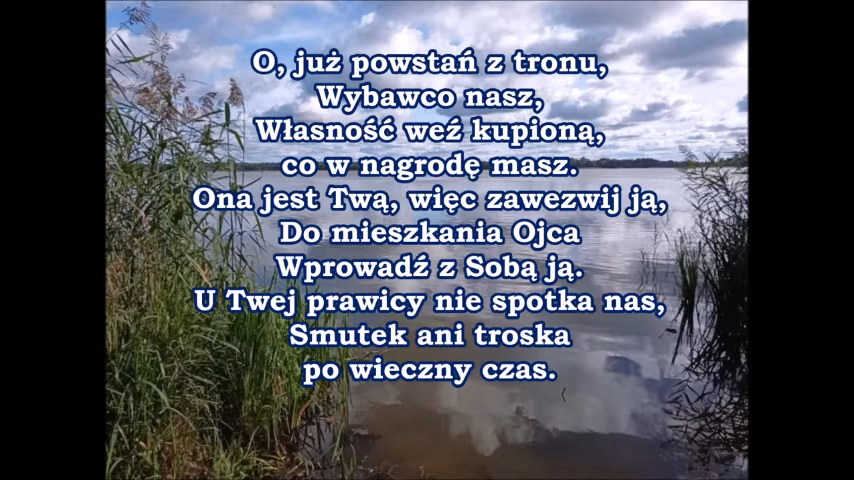 O, już powstań z tronu,
Wybawco nasz,
Własność weź kupioną,
co w nagrodę masz.
Ona jest Twą, więc zawezwij ją,
Do mieszkania Ojca
Wprowadź z Sobą ją.
U Twej prawicy nie spotka nas,
Smutek ani troska
po wieczny czas.